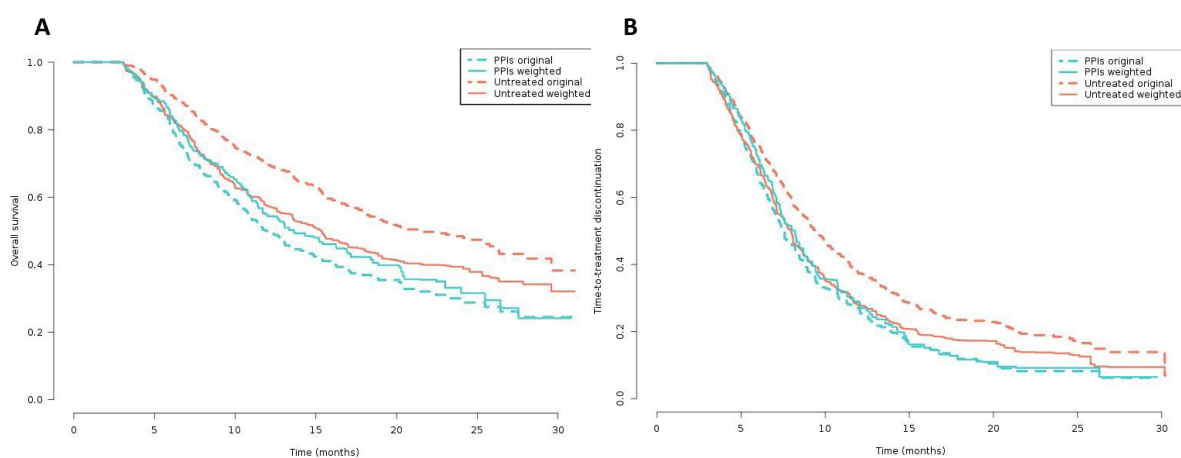 A
PPIs original
PPIs weighted
Untreated original
Untreated weighted
Overall survival
1.0
0.8
0.6
0.4
0.2
0.0
0 5 10 15 20 25 30
Time (months)
B
PPIs original
PPIs weighted
Untreated original
Untreated weighted
Time-to-treatment discontinuation
1.0
0.8
0.6
0.4
0.2
0.0
0 5 10 15 20 25 30
Time (months)